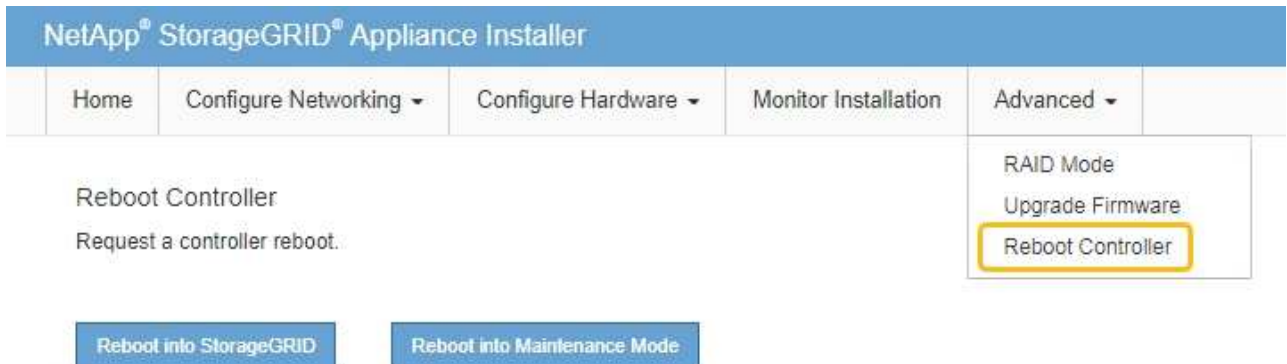 NetApp® StorageGRID® Appliance Installer
Home Configure Networking Configure Hardware Monitor Installation Advanced
RAID Mode
Upgrade Firmware
Reboot Controller
Reboot Controller
Request a controller reboot.
Reboot into StorageGRID Reboot into Maintenance Mode